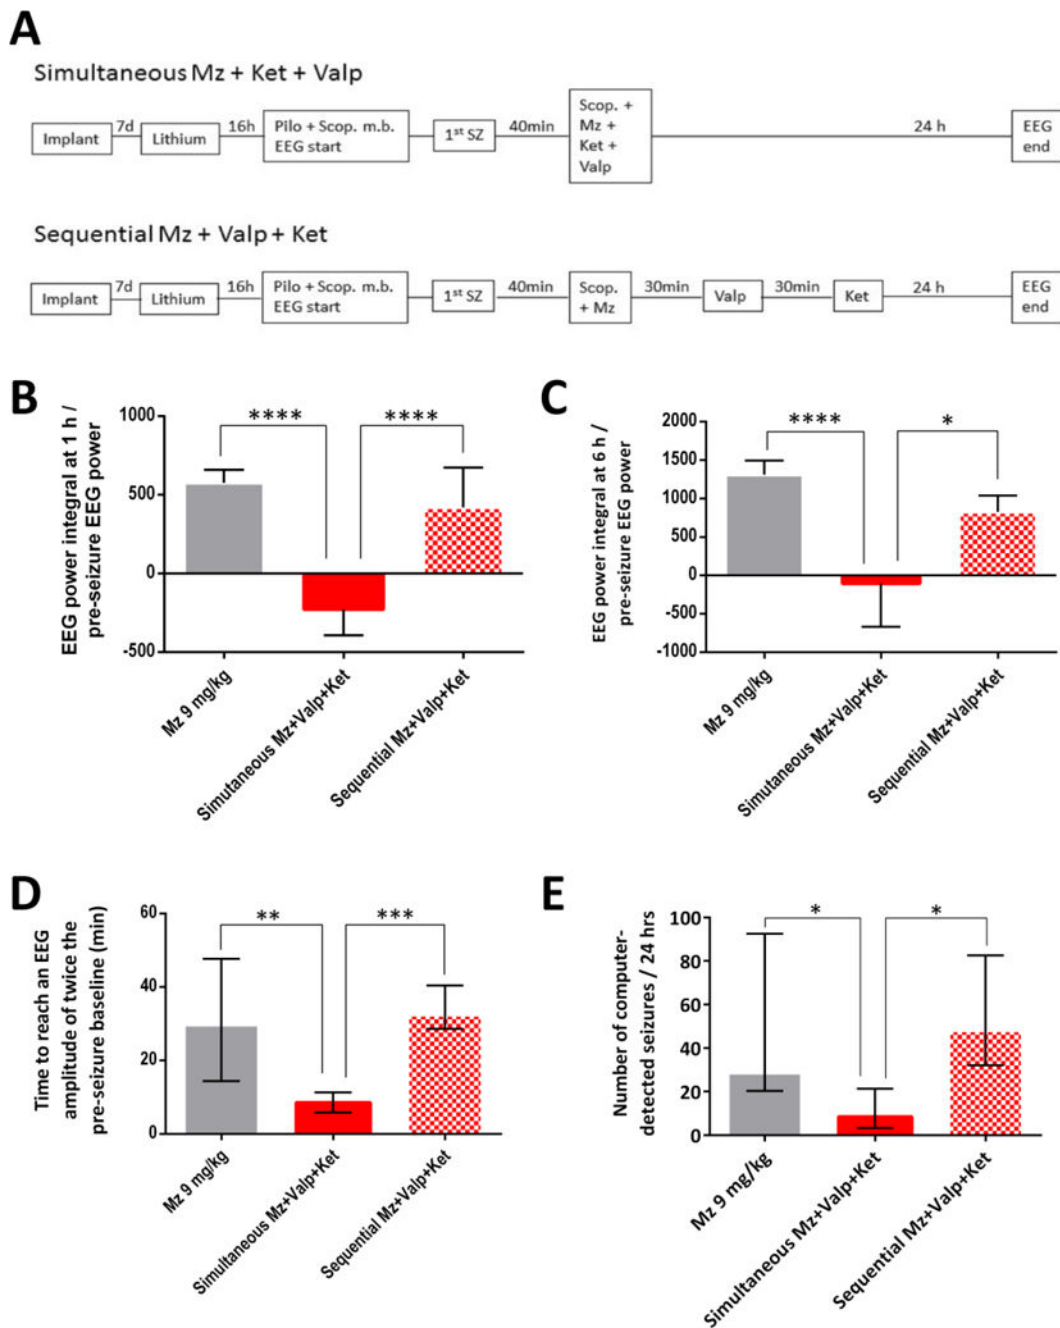 A
Simultaneous Mz + Ket + Valp
Implant
7d
Lithium
16h
Pilo + Scop. m.b.
EEG start
1st SZ
40min
Scop. +
Mz +
Ket +
Valp
24 h
EEG
end
Sequential Mz + Valp + Ket
Implant
7d
Lithium
16h
Pilo + Scop. m.b.
EEG start
1st SZ
40min
Scop.
+ Mz
30min
Valp
30min
Ket
24 h
EEG
end
B
EEG power integral at 1 h /
pre-seizure EEG power
1000
500
0
-500
****
****
Mz 9 mg/kg
Simutaneous Mz+Valp+Ket
Sequential Mz+Valp+Ket
C
EEG power integral at 6 h /
pre-seizure EEG power
2000
1500
1000
500
0
-500
-1000
****
*
Mz 9 mg/kg
Simultaneous Mz+Valp+Ket
Sequential Mz+Valp+Ket
D
Time to reach an EEG
amplitude of twice the
pre-seizure baseline (min)
60
40
20
0
**
***
Mz 9 mg/kg
Simultaneous Mz+Valp+Ket
Sequential Mz+Valp+Ket
E
Number of computer-
detected seizures / 24 hrs
100
80
60
40
20
0
*
*
Mz 9 mg/kg
Simultaneous Mz+Valp+Ket
Sequential Mz+Valp+Ket